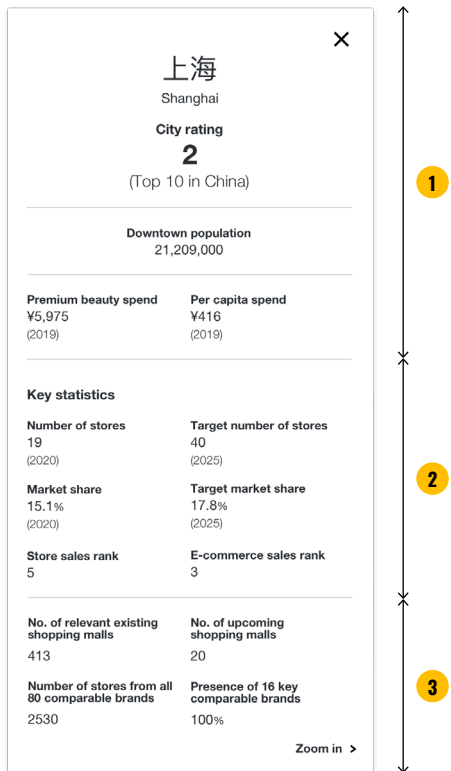 上海
Shanghai
City rating
2
(Top 10 in China)
1
Downtown population
21,209,000
Premium beauty spend
¥5,975
(2019)
Per capita spend
¥416
(2019)
Key statistics
Number of stores
19
(2020)
Target number of stores
40
(2025)
2
Market share
15.1%
(2020)
Target market share
17.8%
(2025)
Store sales rank
5
E-commerce sales rank
3
No. of relevant existing
shopping malls
413
No. of upcoming
shopping malls
20
3
Number of stores from all
80 comparable brands
2530
Presence of 16 key
comparable brands
100%
Zoom in >